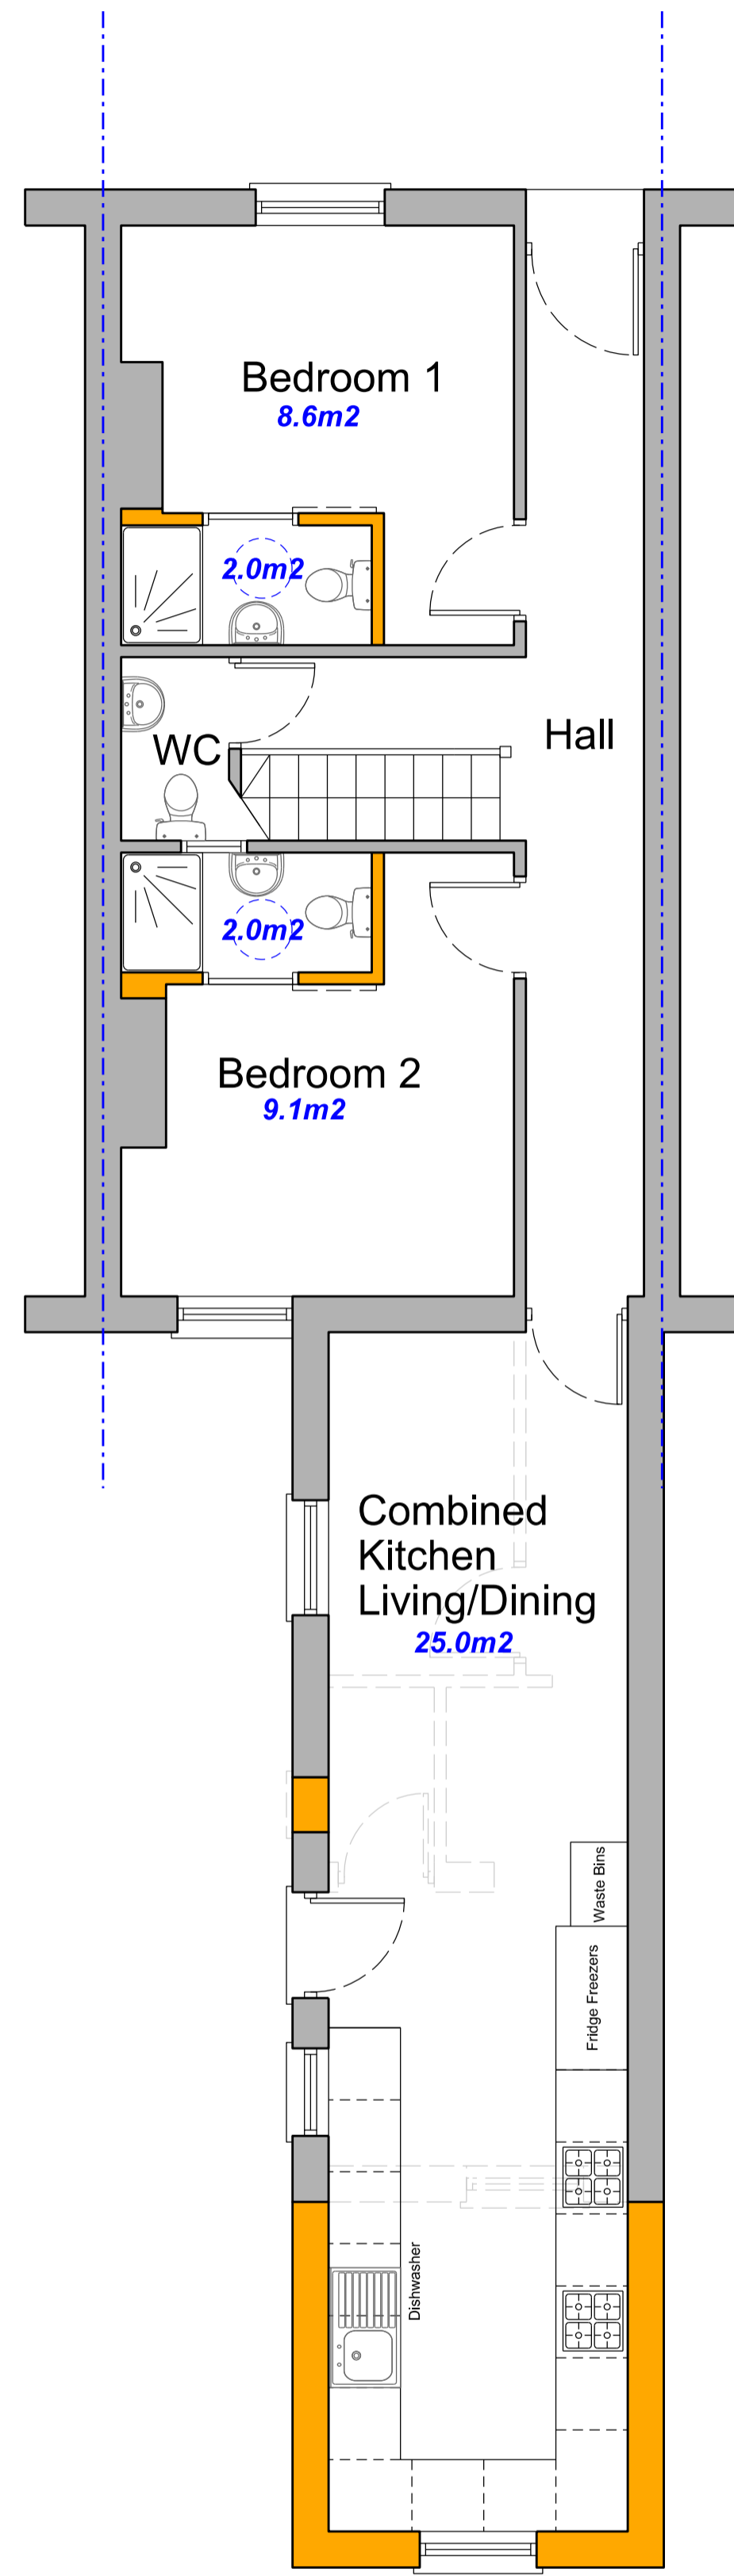 Bedroom 1
8.6m2
2.0m2
WC
Hall
2.0m2
Bedroom 2
9.1m2
Combined
Kitchen
Living/Dining
25.0m2
Waste Bins
Fridge Freezers
Dishwasher